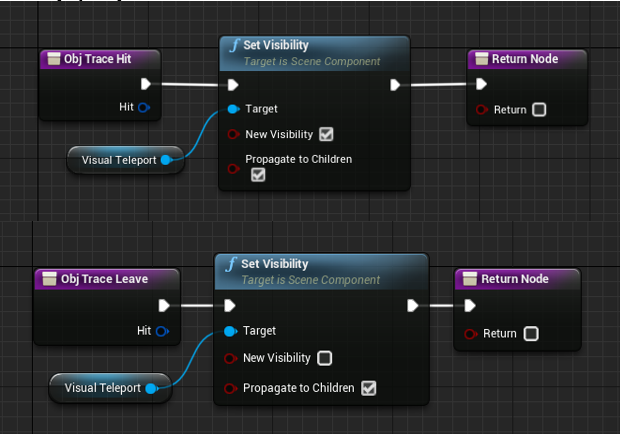 Obj Trace Hit
Hit
Visual Teleport
Set Visibility
Target is Scene Component
Target
New Visibility
Propagate to Children
Return Node
Return
Obj Trace Leave
Hit
Visual Teleport
Set Visibility
Target is Scene Component
Target
New Visibility
Propagate to Children
Return Node
Return